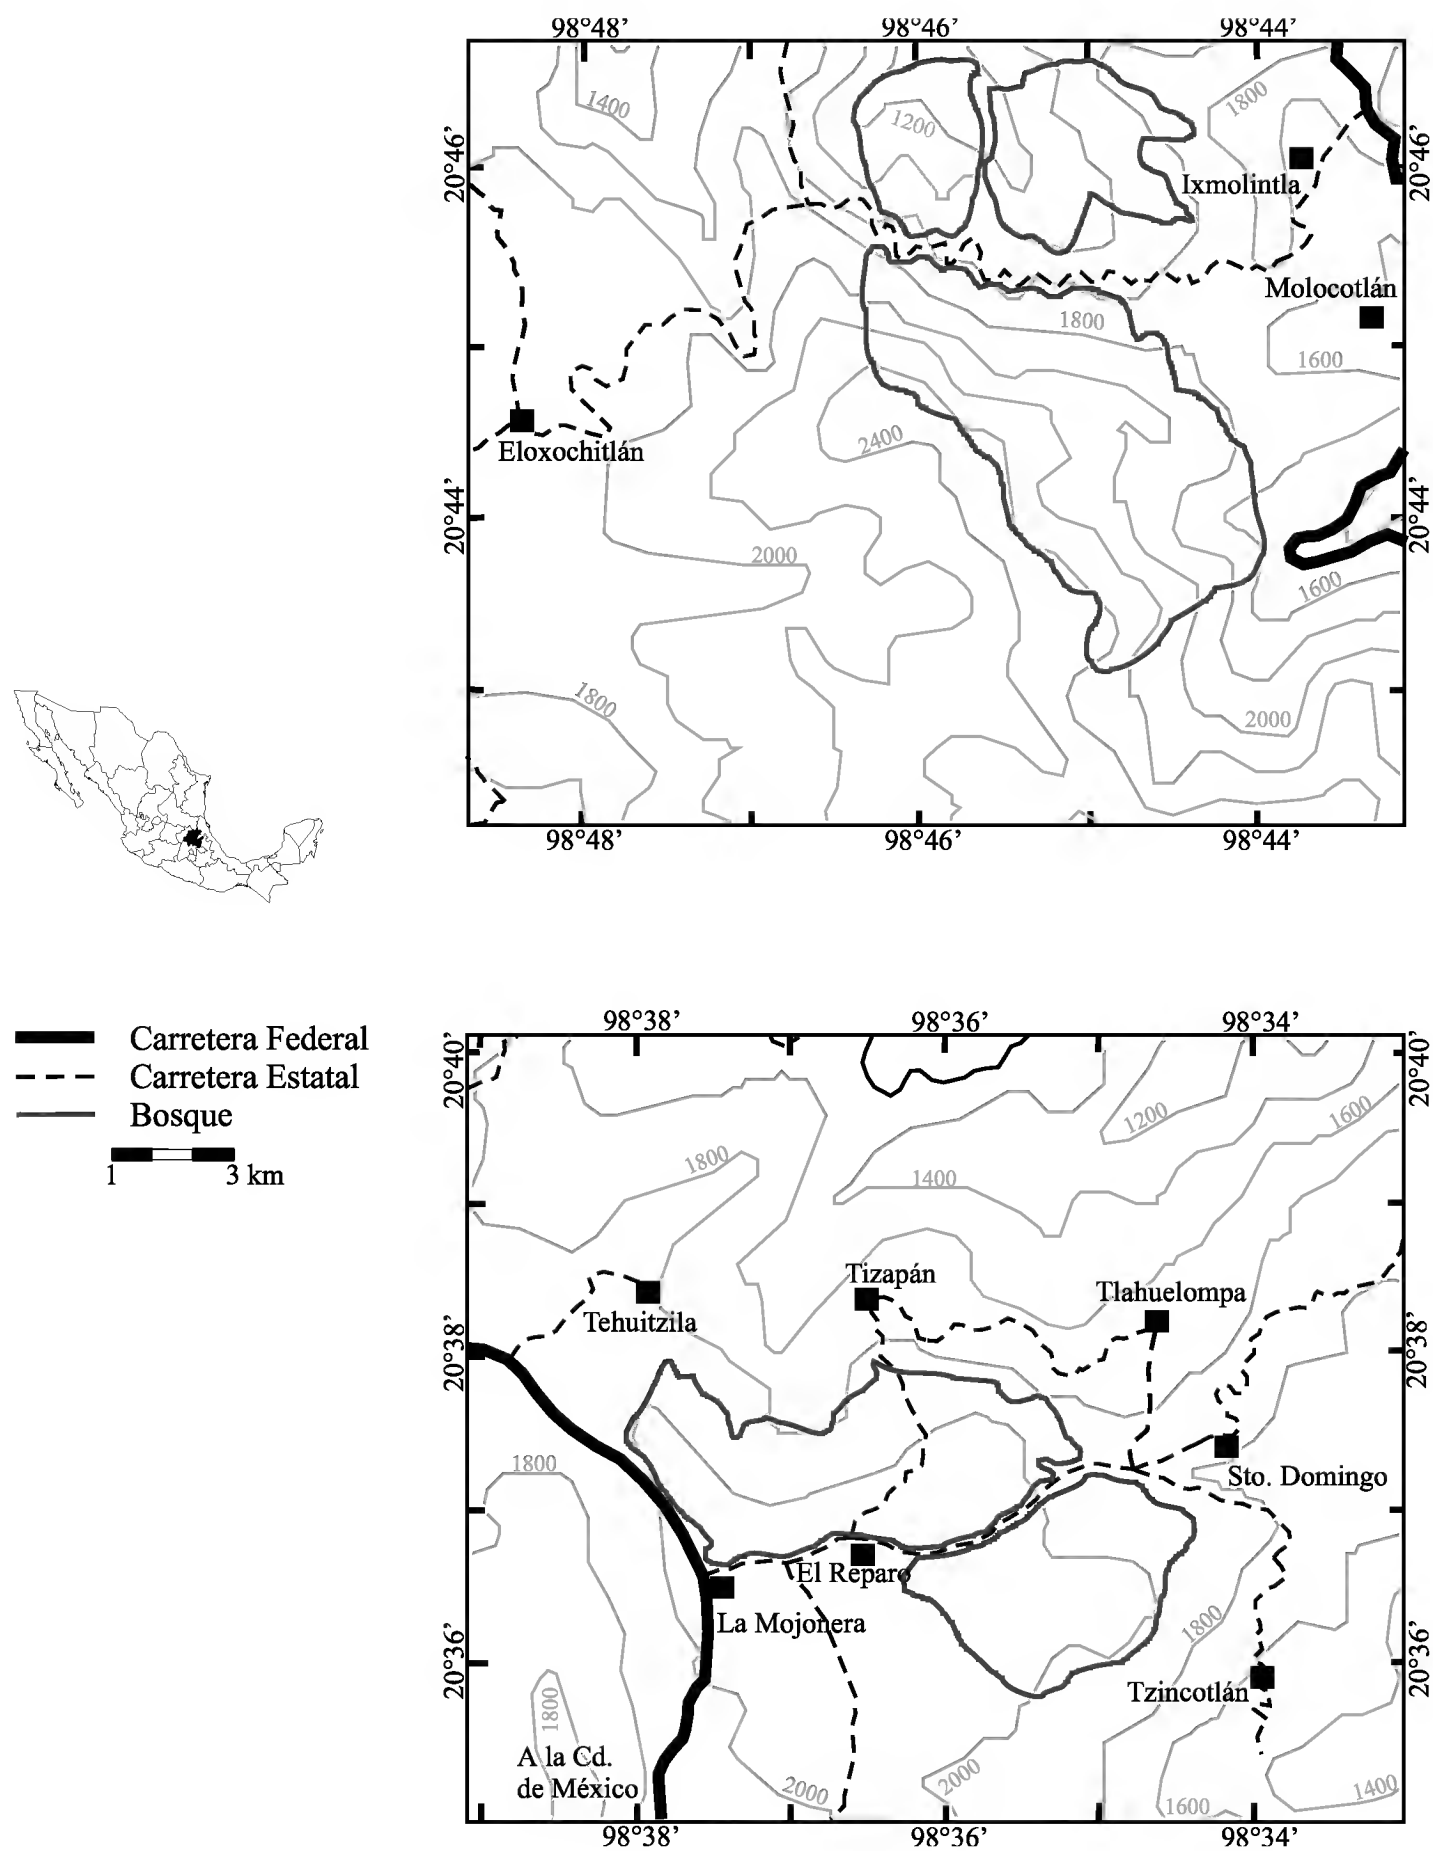 98°48’ 98°46’ 98°44’
1400
1800
1200
20°46’
20°46’
Ixmolintla
Molocotlán
1800
1600
Eloxochitlán
2400
20°44’
20°44’
2000
1600
1800
2000
98°48’ 98°46’ 98°44’
Carretera Federal
Carretera Estatal
Bosque
1 3 km
98°38’ 98°36’ 98°34’
20°40’
20°40’
1200
1600
1800
1400
Tizapán
Tlahuelompa
Tehuitzila
20°38’
20°38’
1800
Sto. Domingo
El Reparo
La Mojonera
1800
20°36’
20°36’
Tzincotlán
1800
A la Cd.
de México
2000
2000
1600
1400
98°38’ 98°36’ 98°34’